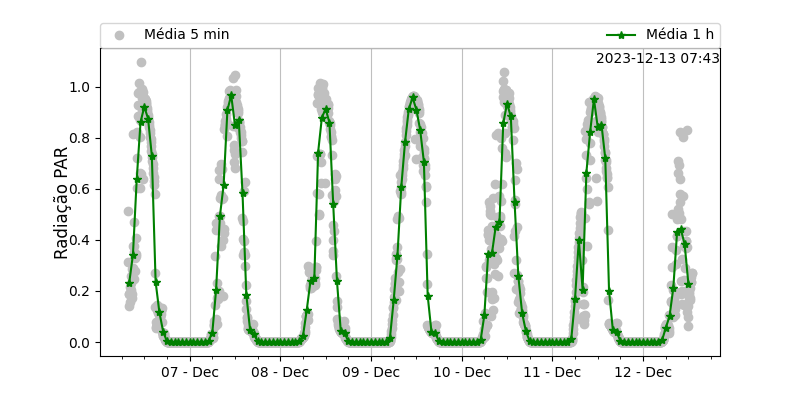 Média 5 min
Média 1 h
2023-12-13 07:43
Radiação PAR
1.0
0.8
0.6
0.4
0.2
0.0
07 - Dec
08 - Dec
09 - Dec
10 - Dec
11 - Dec
12 - Dec